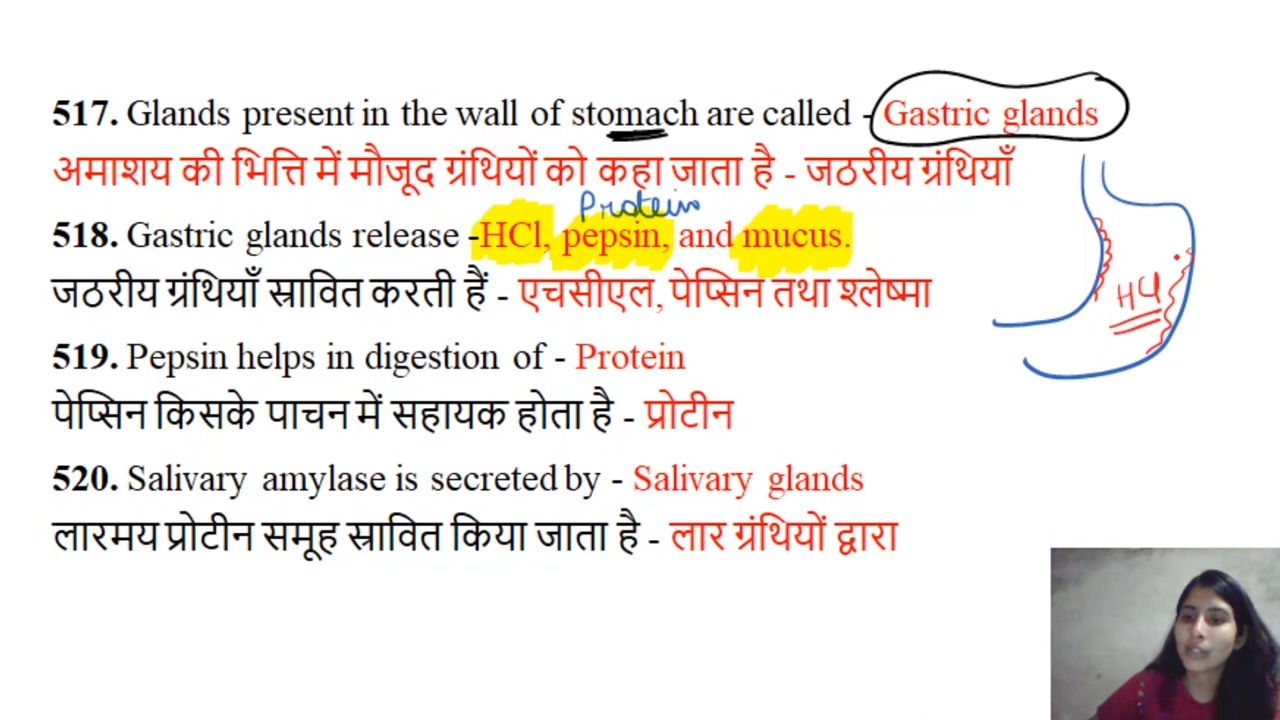 517. Glands present in the wall of stomach are called - Gastric glands
अमाशय की भित्ति में मौजूद ग्रंथियों को कहा जाता है - जठरीय ग्रंथियाँ
Protein
518. Gastric glands release -HCl, pepsin, and mucus.
जठरीय ग्रंथियाँ स्रावित करती हैं - एचसीएल, पेप्सिन तथा श्लेष्मा
HCl
519. Pepsin helps in digestion of - Protein
पेप्सिन किसके पाचन में सहायक होता है - प्रोटीन
520. Salivary amylase is secreted by - Salivary glands
लारमय प्रोटीन समूह स्रावित किया जाता है - लार ग्रंथियों द्वारा